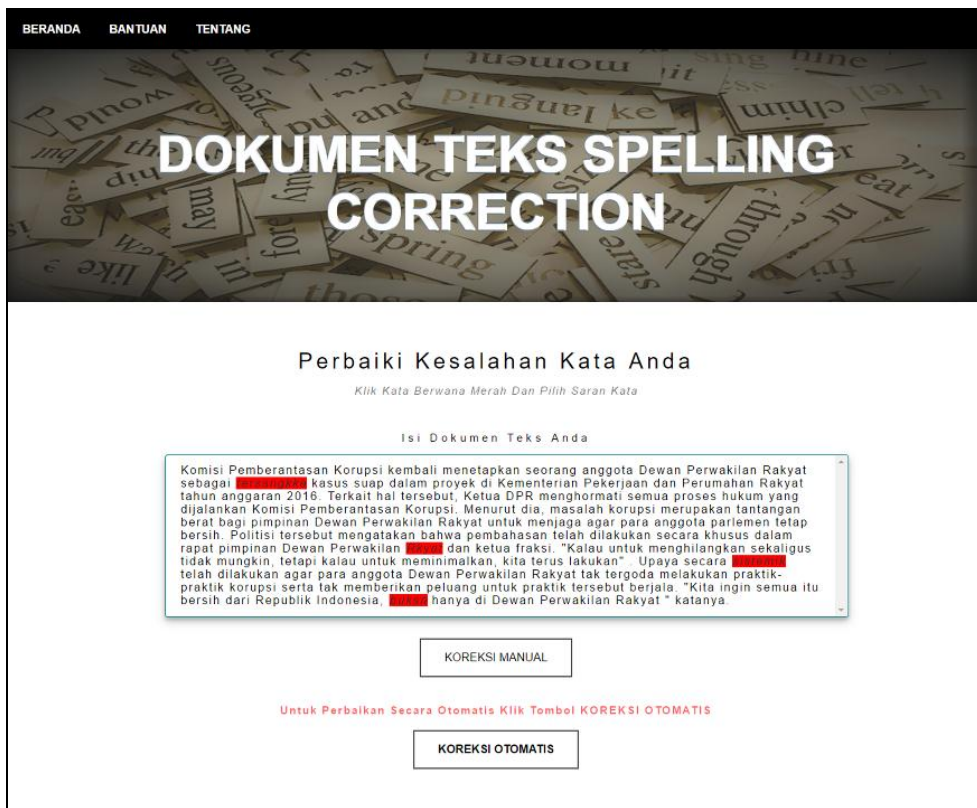 BERANDA BANTUAN TENTANG
DOKUMEN TEKS SPELLING
CORRECTION
Perbaiki Kesalahan Kata Anda
Klik Kata Berwana Merah Dan Pilih Saran Kata
Isi Dokumen Teks Anda
Komisi Pemberantasan Korupsi kembali menetapkan seorang anggota Dewan Perwakilan Rakyat
sebagai kasus suap dalam proyek di Kementerian Pekerjaan dan Perumahan Rakyat
tahun anggaran 2016. Terkait hal tersebut, Ketua DPR menghormati semua proses hukum yang
dijalankan Komisi Pemberantasan Korupsi. Menurut dia, masalah korupsi merupakan tantangan
berat bagi pimpinan Dewan Perwakilan Rakyat untuk menjaga agar para anggota parlemen tetap
bersih. Politisi tersebut mengatakan bahwa pembahasan telah dilakukan secara khusus dalam
rapat pimpinan Dewan Perwakilan dan ketua fraksi. "Kalau untuk menghilangkan sekaligus
tidak mungkin, tetapi kalau untuk meminimalkan, kita terus lakukan" . Upaya secara
telah dilakukan agar para anggota Dewan Perwakilan Rakyat tak tergoda melakukan praktik-
praktik korupsi serta tak memberikan peluang untuk praktik tersebut berjala. "Kita ingin semua itu
bersih dari Republik Indonesia, hanya di Dewan Perwakilan Rakyat " katanya.
KOREKSI MANUAL
Untuk Perbaikan Secara Otomatis Klik Tombol KOREKSI OTOMATIS
KOREKSI OTOMATIS